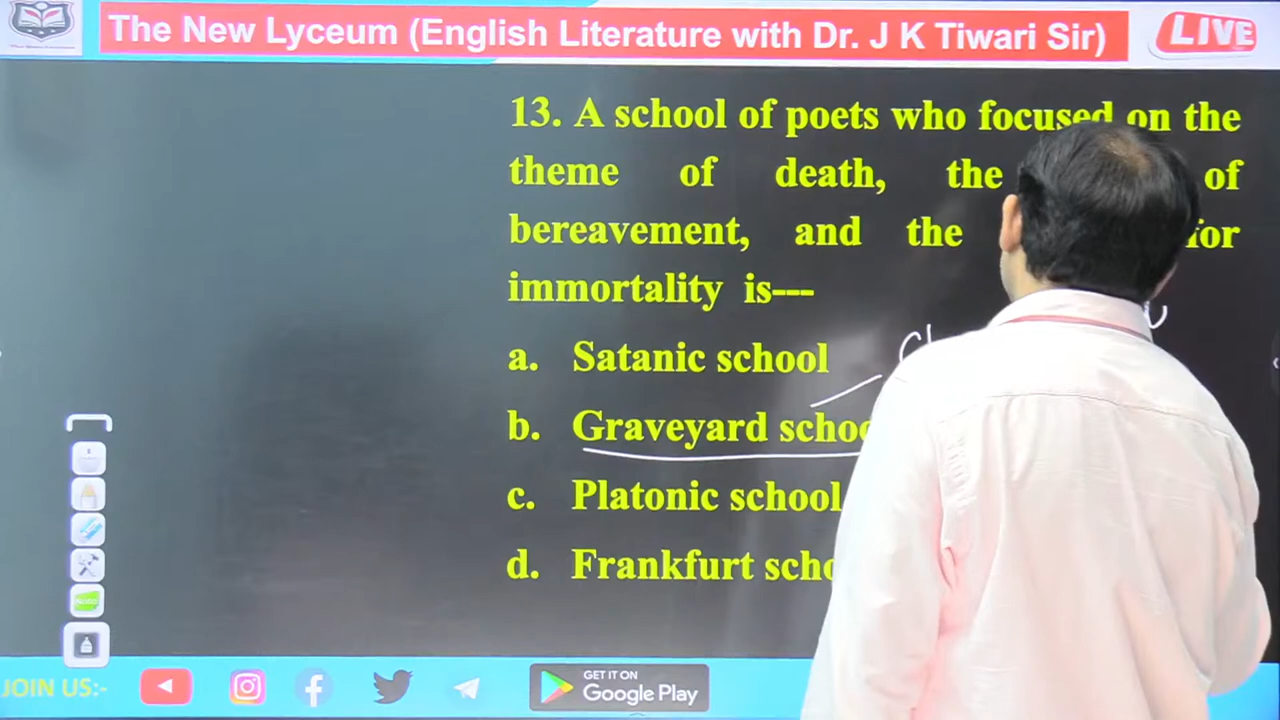 The New Lyceum (English Literature with Dr. J K Tiwari Sir)
LIVE
13. A school of poets who focused on the
theme of death, the of
bereavement, and the for
immortality is---
a. Satanic school
b. Graveyard
c. Platonic school
d. Frankfurt
JOIN US:-
GET IT ON
Google Play